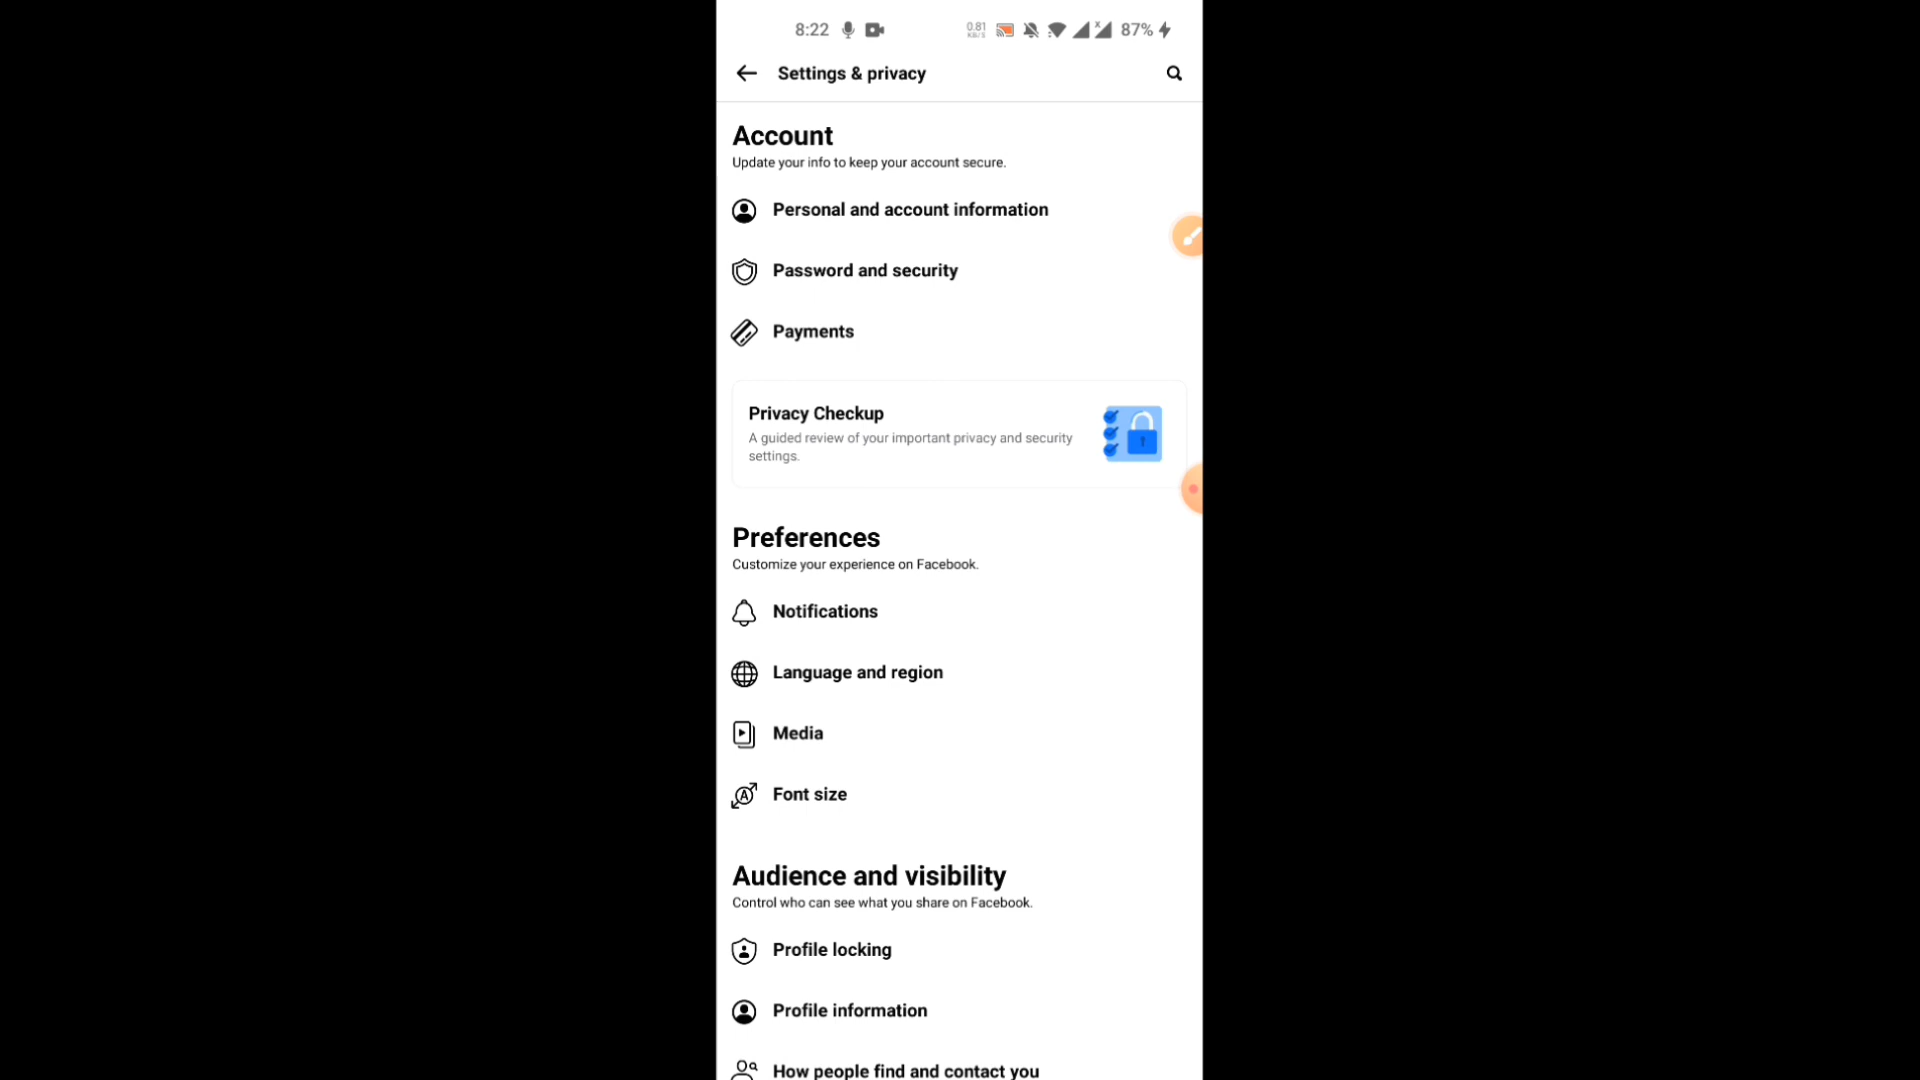 8:22
0.81
KB/S
87%
Settings & privacy
Account
Update your info to keep your account secure.
Personal and account information
Password and security
Payments
Privacy Checkup
A guided review of your important privacy and security
settings.
Preferences
Customize your experience on Facebook.
Notifications
Language and region
Media
Font size
Audience and visibility
Control who can see what you share on Facebook.
Profile locking
Profile information
How people find and contact you